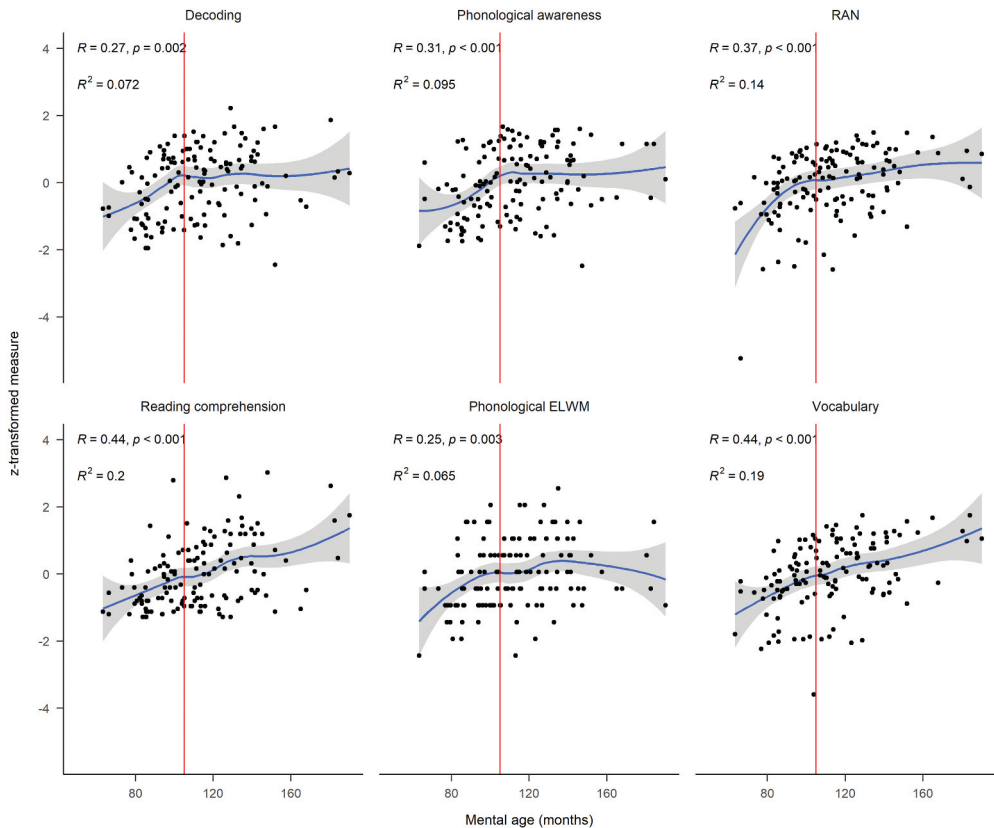 Decoding
Phonological awareness
RAN
R = 0.27, p = 0.002
R = 0.31, p < 0.001
R = 0.37, p < 0.001
R² = 0.072
R² = 0.095
R² = 0.14
4
2
0
-2
-4
z-transformed measure
Reading comprehension
Phonological ELWM
Vocabulary
R = 0.44, p < 0.001
R = 0.25, p = 0.003
R = 0.44, p < 0.001
R² = 0.2
R² = 0.065
R² = 0.19
4
2
0
-2
-4
80 120 160
80 120 160
80 120 160
Mental age (months)